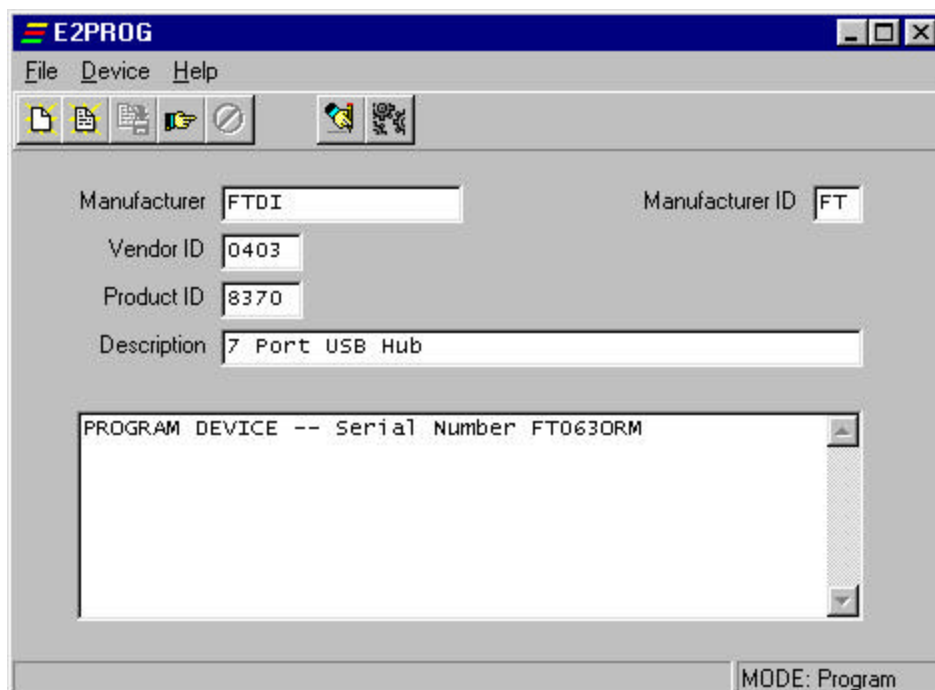 E2PROG
File Device Help
Manufacturer FTDI Manufacturer ID FT
Vendor ID 0403
Product ID 8370
Description 7 Port USB Hub
PROGRAM DEVICE -- Serial Number FT063ORM
MODE: Program